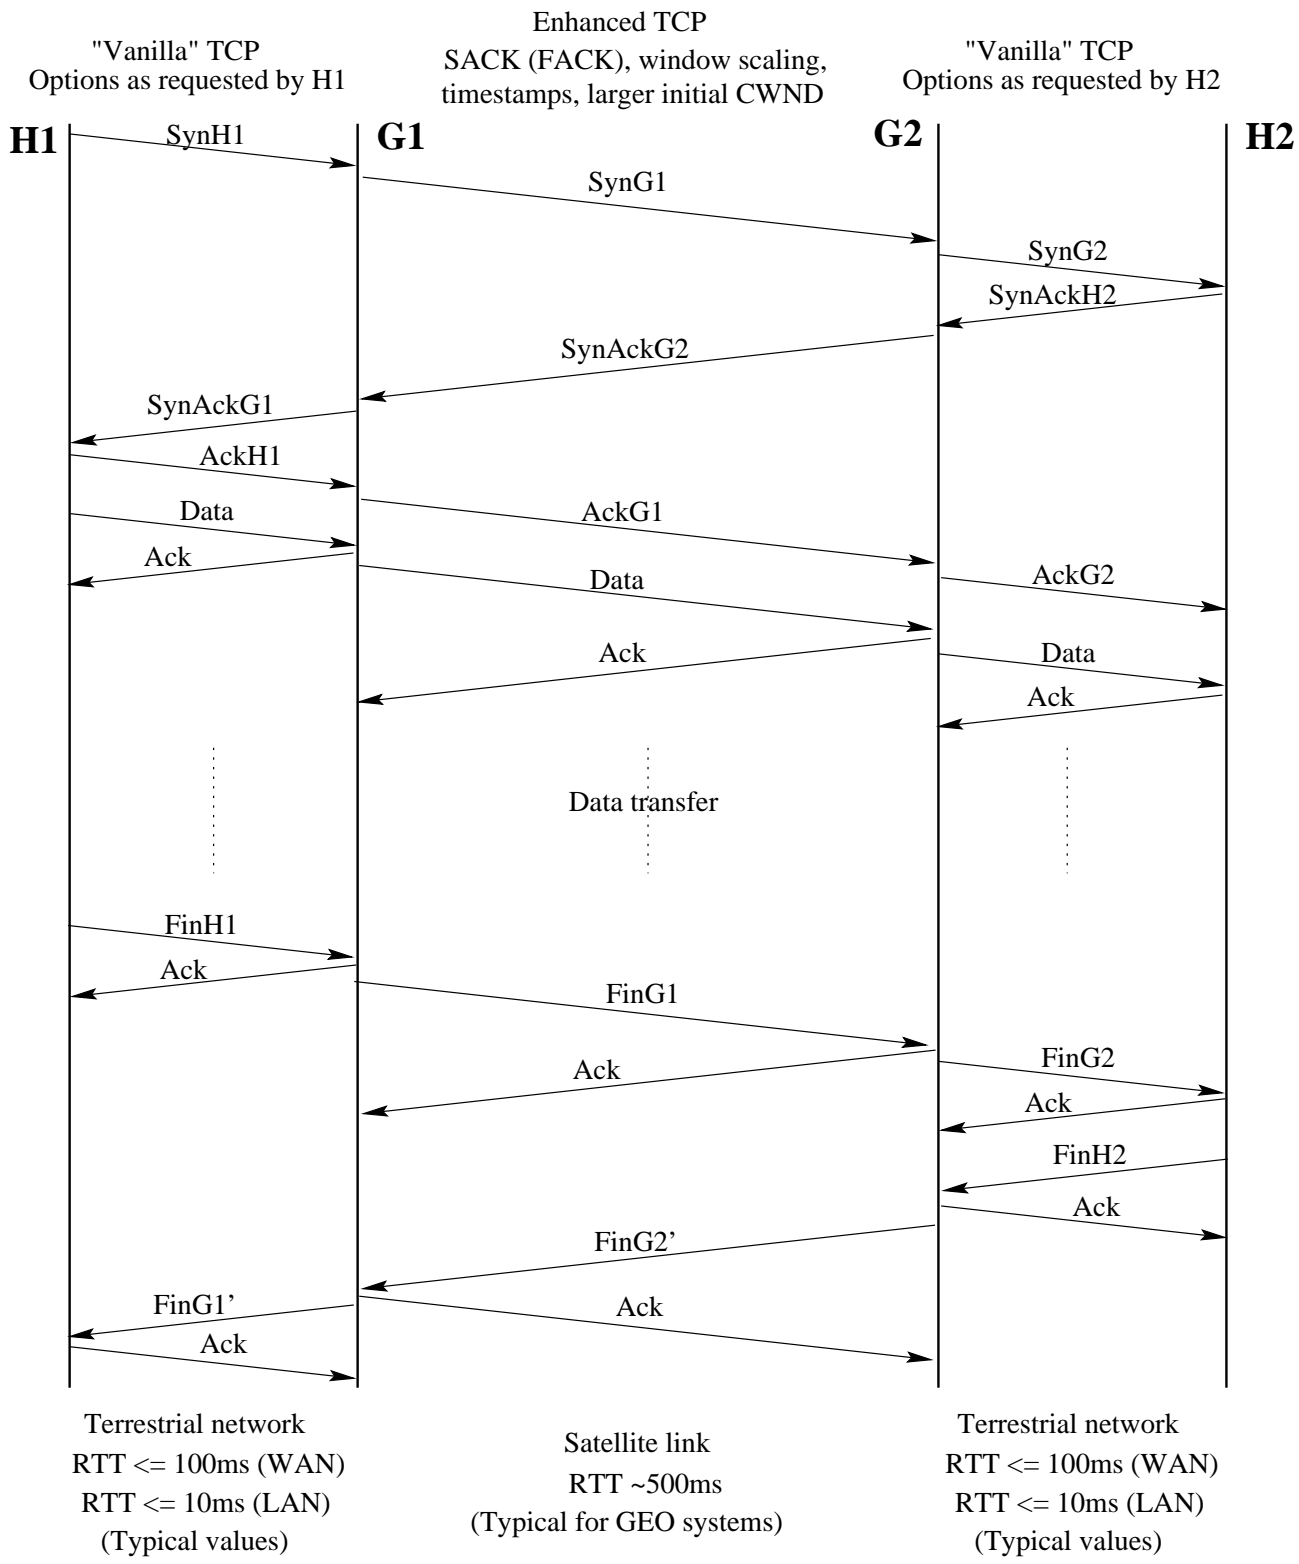 Enhanced TCP
"Vanilla" TCP
Options as requested by H1
SACK (FACK), window scaling,
timestamps, larger initial CWND
"Vanilla" TCP
Options as requested by H2
H1
G1
G2
H2
SynH1
SynG1
SynG2
SynAckH2
SynAckG2
SynAckG1
AckH1
Data
AckG1
Ack
Data
AckG2
Ack
Data
Ack
Data transfer
FinH1
Ack
FinG1
Ack
FinG2
Ack
FinH2
Ack
FinG2’
FinG1’
Ack
Ack
Terrestrial network
RTT <= 100ms (WAN)
RTT <= 10ms (LAN)
(Typical values)
Satellite link
RTT ~500ms
(Typical for GEO systems)
Terrestrial network
RTT <= 100ms (WAN)
RTT <= 10ms (LAN)
(Typical values)